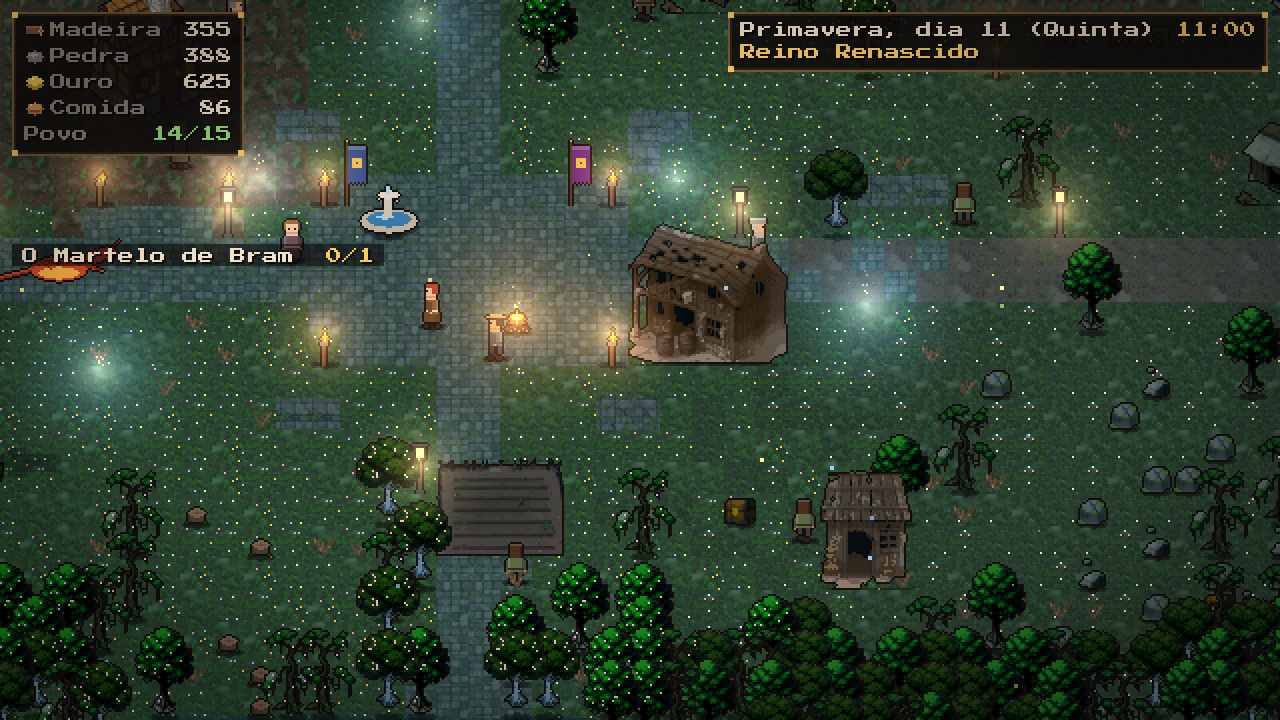 Madeira 355
Pedra 388
Ouro 625
Comida 86
Povo 14/15
Primavera, dia 11 (Quinta) 11:00
Reino Renascido
O Martelo de Bram 0/1